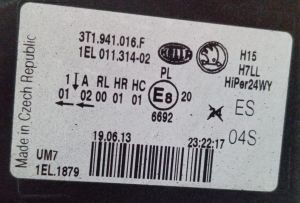 Made in Czech Republic
3T1.941.016.F
1EL 011.314-02
HELLA
H15
H7LL
HiPer24WY
PL
1 A RL HR HC
01 02 00 01 01
E8 20
6692
ES
04S
19.06.13 23:22:17
UM7
1EL.1879